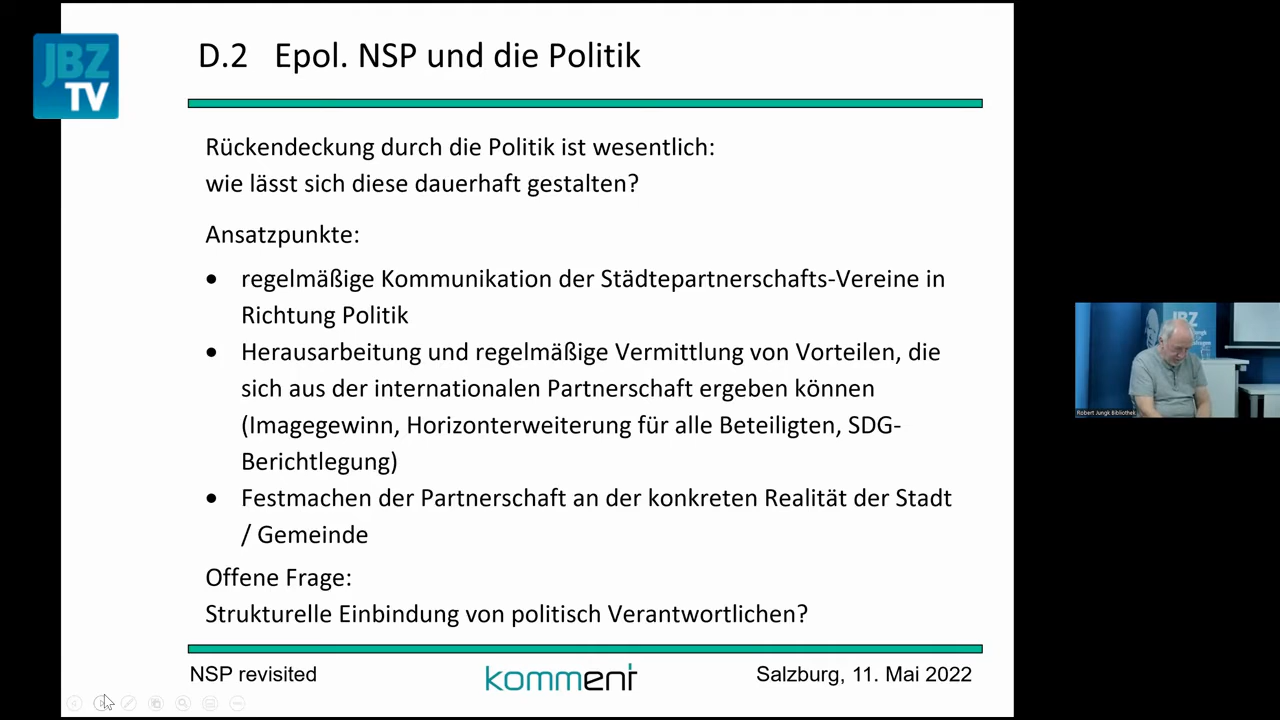 JBZ
TV
D.2 Epol. NSP und die Politik
Rückendeckung durch die Politik ist wesentlich:
wie lässt sich diese dauerhaft gestalten?
Ansatzpunkte:
• regelmäßige Kommunikation der Städtepartnerschafts-Vereine in
Richtung Politik
• Herausarbeitung und regelmäßige Vermittlung von Vorteilen, die
sich aus der internationalen Partnerschaft ergeben können
(Imagegewinn, Horizonterweiterung für alle Beteiligten, SDG-
Berichtlegung)
• Festmachen der Partnerschaft an der konkreten Realität der Stadt
/ Gemeinde
Offene Frage:
Strukturelle Einbindung von politisch Verantwortlichen?
NSP revisited
komment
Salzburg, 11. Mai 2022
JBZ
Robert Jungk Bibliothek